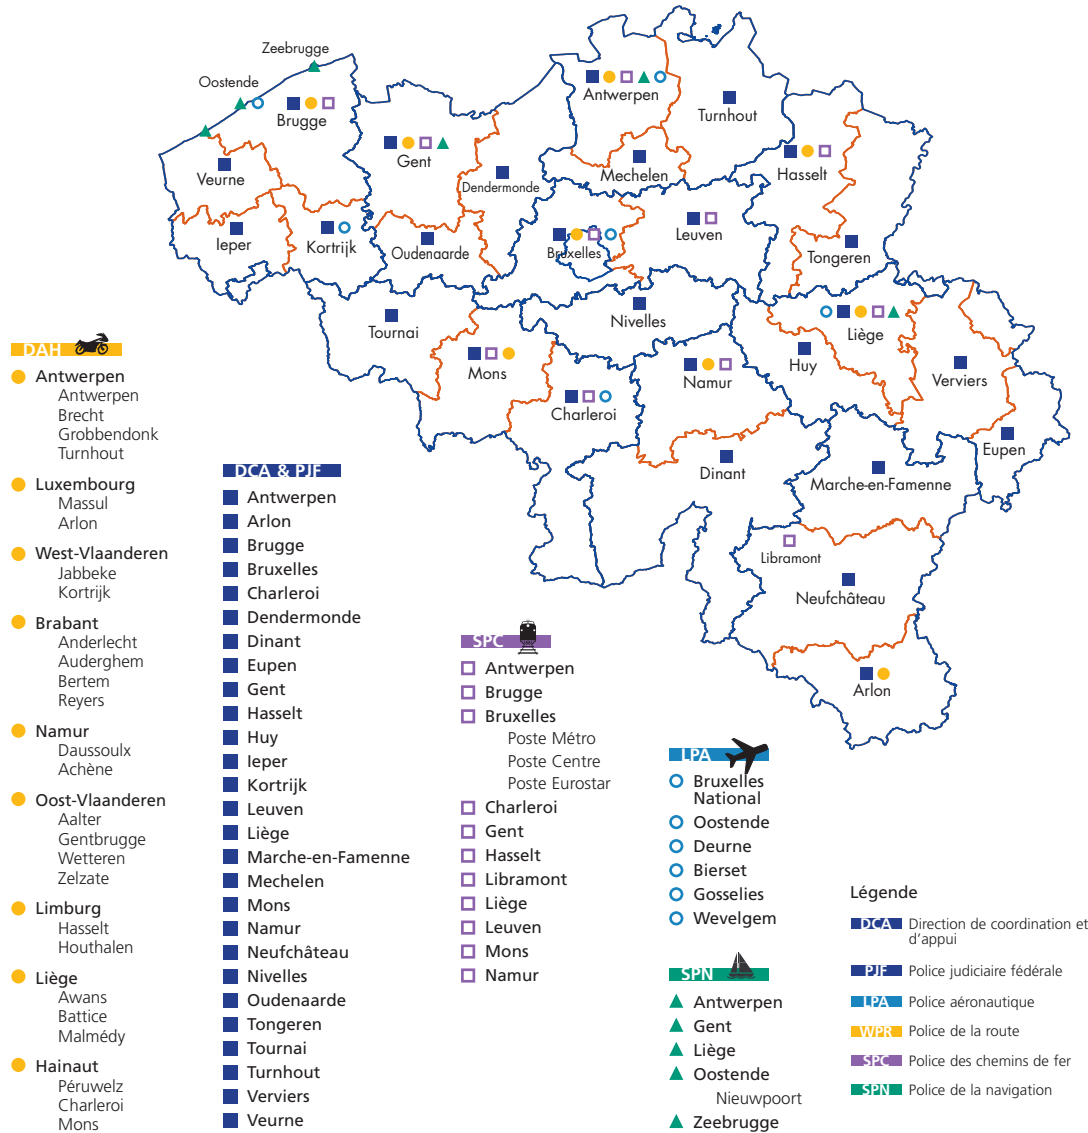 Zeebrugge
Oostende
Brugge
Antwerpen
Turnhout
Gent
Veurne
Dendermonde
Mechelen
Hasselt
Ieper
Kortrijk
Oudenaarde
Bruxelles
Leuven
Tongeren
Tournai
Nivelles
Liège
Mons
Namur
Huy
Verviers
Charleroi
Eupen
Dinant
Marche-en-Famenne
Libramont
Neufchâteau
Arlon
DAH
Antwerpen
Antwerpen
Brecht
Grobbendonk
Turnhout
Luxembourg
Massul
Arlon
West-Vlaanderen
Jabbeke
Kortrijk
Brabant
Anderlecht
Auderghem
Bertem
Reyers
Namur
Daussoulx
Achène
Oost-Vlaanderen
Aalter
Gentbrugge
Wetteren
Zelzate
Limburg
Hasselt
Houthalen
Liège
Awans
Battice
Malmédy
Hainaut
Péruwelz
Charleroi
Mons
DCA & PJF
Antwerpen
Arlon
Brugge
Bruxelles
Charleroi
Dendermonde
Dinant
Eupen
Gent
Hasselt
Huy
Ieper
Kortrijk
Leuven
Liège
Marche-en-Famenne
Mechelen
Mons
Namur
Neufchâteau
Nivelles
Oudenaarde
Tongeren
Tournai
Turnhout
Verviers
Veurne
SPC
Antwerpen
Brugge
Bruxelles
Poste Métro
Poste Centre
Poste Eurostar
Charleroi
Gent
Hasselt
Libramont
Liège
Leuven
Mons
Namur
LPA
Bruxelles
National
Oostende
Deurne
Bierset
Gosselies
Wevelgem
SPN
Antwerpen
Gent
Liège
Oostende
Nieuwpoort
Zeebrugge
Légende
DCA Direction de coordination et
d'appui
PJF Police judiciaire fédérale
LPA Police aéronautique
WPR Police de la route
SPC Police des chemins de fer
SPN Police de la navigation